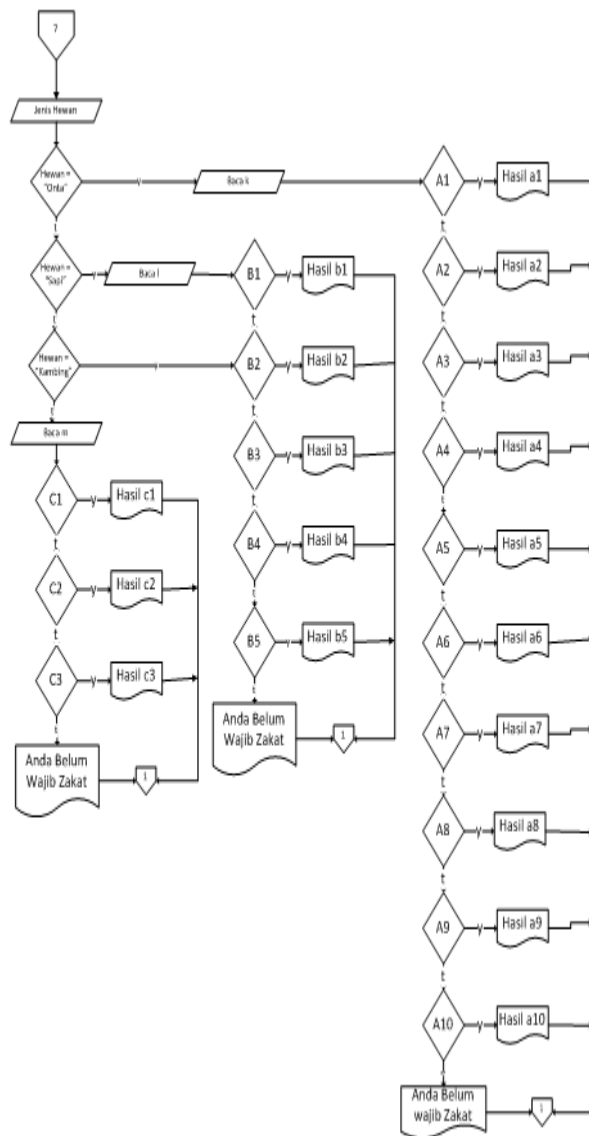 7
Jenis Hewan
Hewan =
"Onta"
y
Baca k
A1
y
Hasil a1
t
t
Hewan =
"Sapi"
y
Baca l
B1
y
Hasil b1
A2
y
Hasil a2
t
t
t
Hewan =
"Kambing"
y
B2
y
Hasil b2
A3
y
Hasil a3
t
t
t
Baca m
B3
y
Hasil b3
A4
y
Hasil a4
C1
y
Hasil c1
t
t
t
B4
y
Hasil b4
A5
y
Hasil a5
C2
y
Hasil c2
t
t
t
B5
y
Hasil b5
A6
y
Hasil a6
C3
y
Hasil c3
t
t
t
Anda Belum
Wajib Zakat
1
Anda Belum
Wajib Zakat
1
A7
y
Hasil a7
t
A8
y
Hasil a8
t
A9
y
Hasil a9
t
A10
y
Hasil a10
Anda Belum
wajib Zakat
1